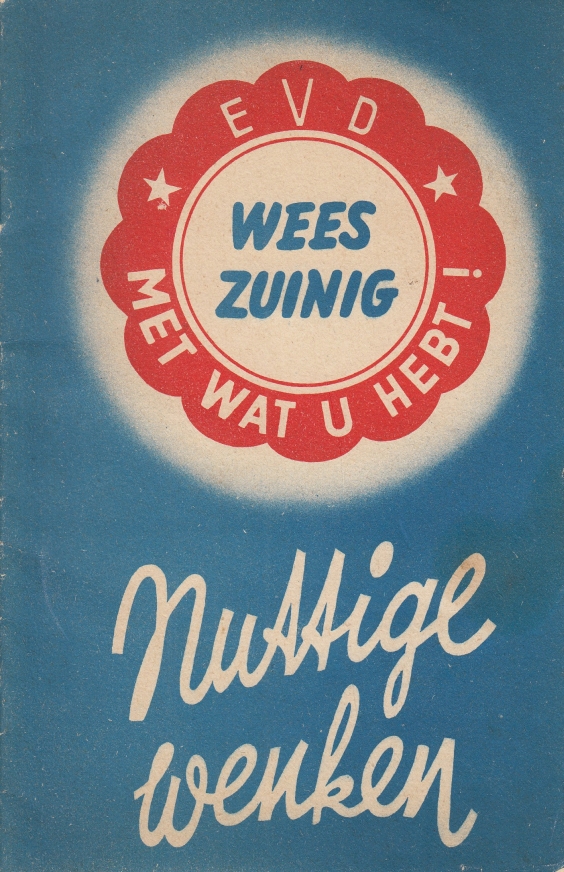 EVD
WEES
ZUINIG
MET WAT U HEBT!
Nuttige
wenken